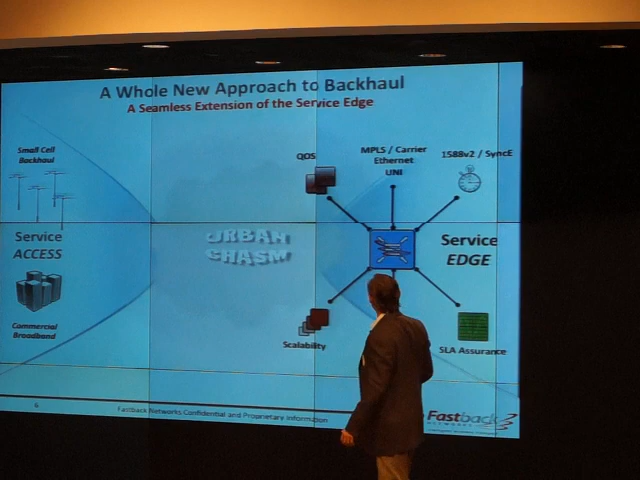 A Whole New Approach to Backhaul
A Seamless Extension of the Service Edge
Small Cell
Backhaul
QOS
MPLS / Carrier
Ethernet
UNI
1588v2 / SyncE
Service
ACCESS
URBAN
CHASM
Service
EDGE
Commercial
Broadband
Scalability
SLA Assurance
6
Fastback Networks Confidential and Proprietary Information
Fastback
NETWORKS